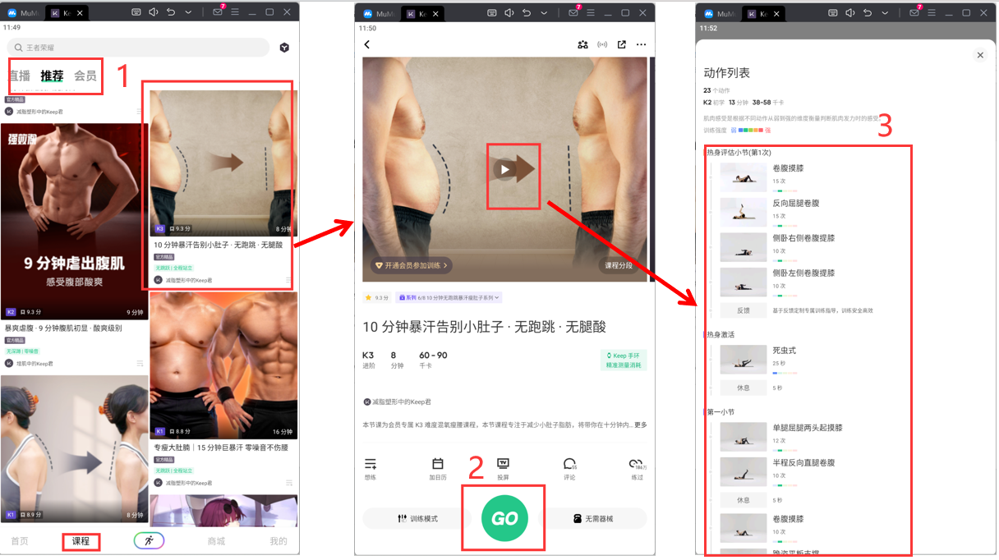 MuMu
Ke
7
11:49
王者荣耀
直播 推荐 会员
1
官方精品
减脂塑形中的Keep君
强效瘦
9 分钟虐出腹肌
感受腹部酸爽
K2 9.3 分 9 分钟
暴爽虐腹 · 9 分钟腹肌初显 · 酸爽级别
官方精品
无深蹲 | 零噪音
增肌中的Keep君
K1 8.9 分 8 分钟
K3 9.3 分 8 分钟
10 分钟暴汗告别小肚子 · 无跑跳 · 无腿酸
官方精品
无跑跃 | 全程站立
减脂塑形中的Keep君
K1 8.8 分 16 分钟
专瘦大肚腩｜15 分钟巨暴汗 零噪音不伤腰
官方精品
无跑跃 | 全程站立
减脂塑形中的Keep君
首页 课程 商城 我的
MuMu
Ke
7
11:50
开通会员参加训练
课程分段
9.3 分 系列 6/8 10 分钟无跑跳暴汗瘦肚子系列
10 分钟暴汗告别小肚子 · 无跑跳 · 无腿酸
K3 8 60 - 90
进阶 分钟 千卡
Keep 手环
精准测量消耗
减脂塑形中的Keep君
本节课为会员专属 K3 难度混氧瘦腰课程，本节课程专注于减少小肚子脂肪，将带你在十分钟内... 更多
想练 加日历 投屏 评论 练过
2
训练模式 GO 无需器械
MuMu
Ke
7
11:52
动作列表
23 个动作
K2 初学 13 分钟 38-58 千卡
肌肉感受是根据不同动作从弱到强的维度衡量判断肌肉发力时的感受。
训练强度 弱 强
3
热身评估小节(第1次)
卷腹摸膝
15 次
反向屈腿卷腹
15 次
侧卧右侧卷腹提膝
10 次
侧卧左侧卷腹提膝
10 次
反馈 基于反馈定制专属训练指导，训练安全高效
热身激活
死虫式
25 秒
休息 5 秒
第一小节
单腿屈腿两头起摸膝
12 次
半程反向直腿卷腹
10 次
休息 5 秒
卷腹摸膝
10 次
跪姿平板支撑